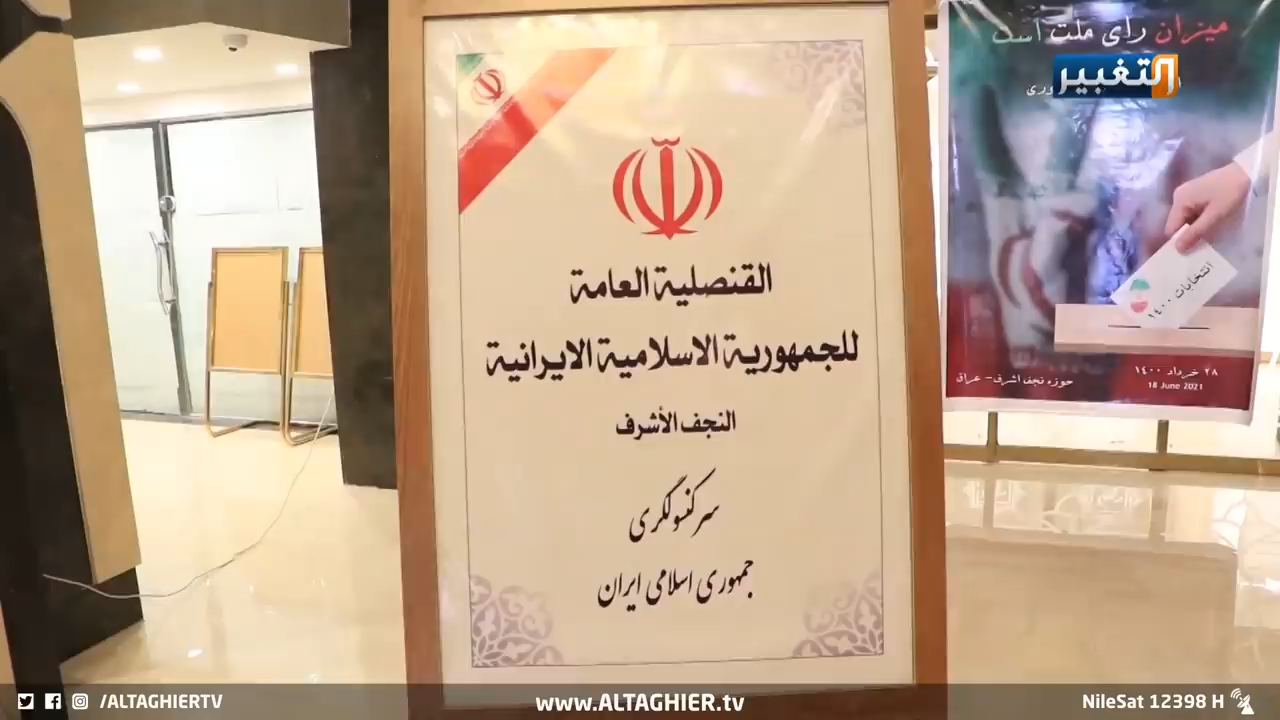 القنصلية العامة
للجمهورية الاسلامية الايرانية
النجف الأشرف
سرکنسولگری
جمهوری اسلامی ایران
میزان رای ملت است
التغيير
انتخابات ۱۴۰۰
۲۸ خرداد ۱۴۰۰
18 June 2021
حوزه نجف اشرف - عراق
/ALTAGHIERTV
www.ALTAGHIER.tv
NileSat 12398 H